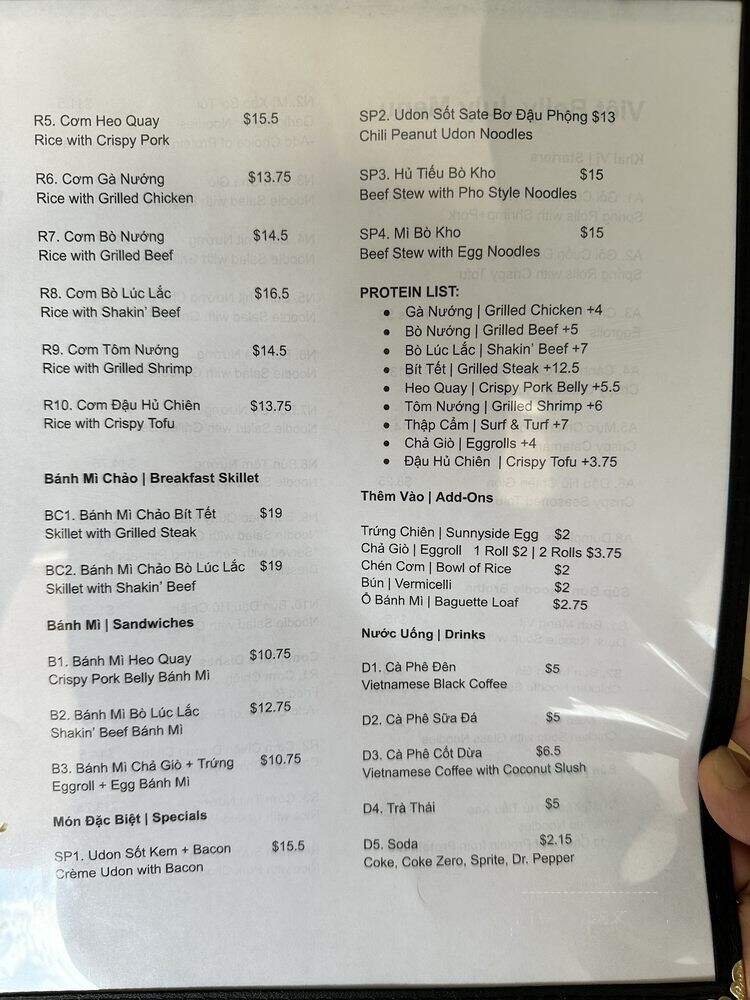 R5. Cơm Heo Quay $15.5
Rice with Crispy Pork
R6. Cơm Gà Nướng $13.75
Rice with Grilled Chicken
R7. Cơm Bò Nướng $14.5
Rice with Grilled Beef
R8. Cơm Bò Lúc Lắc $16.5
Rice with Shakin’ Beef
R9. Cơm Tôm Nướng $14.5
Rice with Grilled Shrimp
R10. Cơm Đậu Hủ Chiên $13.75
Rice with Crispy Tofu
Bánh Mì Chảo | Breakfast Skillet
BC1. Bánh Mì Chảo Bít Tết $19
Skillet with Grilled Steak
BC2. Bánh Mì Chảo Bò Lúc Lắc $19
Skillet with Shakin’ Beef
Bánh Mì | Sandwiches
B1. Bánh Mì Heo Quay $10.75
Crispy Pork Belly Bánh Mì
B2. Bánh Mì Bò Lúc Lắc $12.75
Shakin’ Beef Bánh Mì
B3. Bánh Mì Chả Giò + Trứng $10.75
Eggroll + Egg Bánh Mì
Món Đặc Biệt | Specials
SP1. Udon Sốt Kem + Bacon $15.5
Crème Udon with Bacon
SP2. Udon Sốt Sate Bơ Đậu Phộng $13
Chili Peanut Udon Noodles
SP3. Hủ Tiếu Bò Kho $15
Beef Stew with Pho Style Noodles
SP4. Mì Bò Kho $15
Beef Stew with Egg Noodles
PROTEIN LIST:
• Gà Nướng | Grilled Chicken +4
• Bò Nướng | Grilled Beef +5
• Bò Lúc Lắc | Shakin’ Beef +7
• Bít Tết | Grilled Steak +12.5
• Heo Quay | Crispy Pork Belly +5.5
• Tôm Nướng | Grilled Shrimp +6
• Thập Cẩm | Surf & Turf +7
• Chả Giò | Eggrolls +4
• Đậu Hủ Chiên | Crispy Tofu +3.75
Thêm Vào | Add-Ons
Trứng Chiên | Sunnyside Egg $2
Chả Giò | Eggroll 1 Roll $2 | 2 Rolls $3.75
Chén Cơm | Bowl of Rice $2
Bún | Vermicelli $2
Ổ Bánh Mì | Baguette Loaf $2.75
Nước Uống | Drinks
D1. Cà Phê Đên $5
Vietnamese Black Coffee
D2. Cà Phê Sữa Đá $5
D3. Cà Phê Cốt Dừa $6.5
Vietnamese Coffee with Coconut Slush
D4. Trà Thái $5
D5. Soda $2.15
Coke, Coke Zero, Sprite, Dr. Pepper